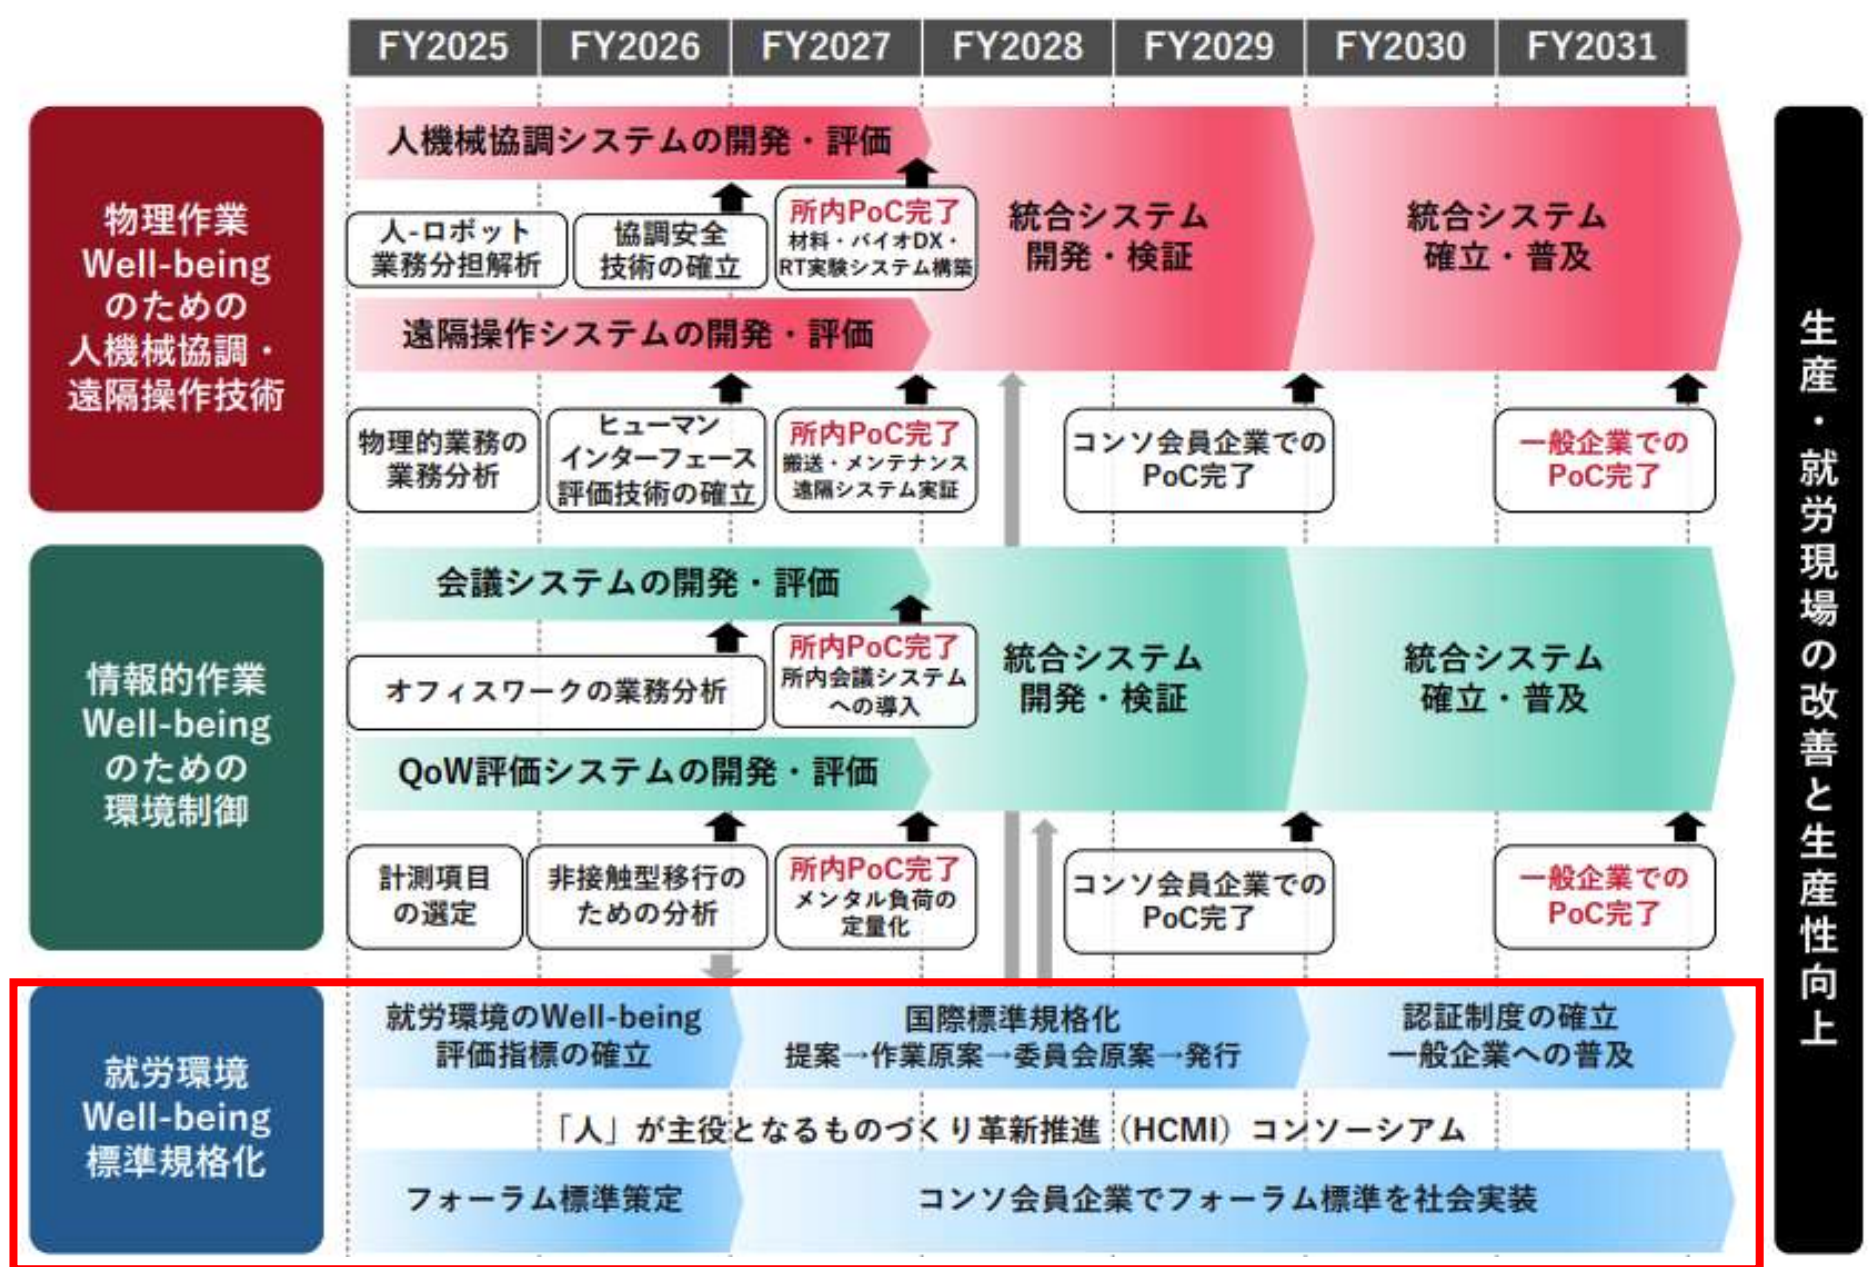 FY2025 FY2026 FY2027 FY2028 FY2029 FY2030 FY2031
物理作業
Well-being
のための
人機械協調・
遠隔操作技術
人機械協調システムの開発・評価
人-ロボット
業務分担解析
協調安全
技術の確立
所内PoC完了
材料・バイオDX・
RT実験システム構築
遠隔操作システムの開発・評価
物理的業務の
業務分析
ヒューマン
インターフェース
評価技術の確立
所内PoC完了
搬送・メンテナンス
遠隔システム実証
統合システム
開発・検証
コンソ会員企業での
PoC完了
統合システム
確立・普及
一般企業での
PoC完了
情報的作業
Well-being
のための
環境制御
会議システムの開発・評価
オフィスワークの業務分析
所内PoC完了
所内会議システム
への導入
QoW評価システムの開発・評価
計測項目
の選定
非接触型移行の
ための分析
所内PoC完了
メンタル負荷の
定量化
統合システム
開発・検証
コンソ会員企業での
PoC完了
統合システム
確立・普及
一般企業での
PoC完了
就労環境
Well-being
標準規格化
就労環境のWell-being
評価指標の確立
国際標準規格化
提案→作業原案→委員会原案→発行
認証制度の確立
一般企業への普及
「人」が主役となるものづくり革新推進（HCMI）コンソーシアム
フォーラム標準策定
コンソ会員企業でフォーラム標準を社会実装
生産・就労現場の改善と生産性向上